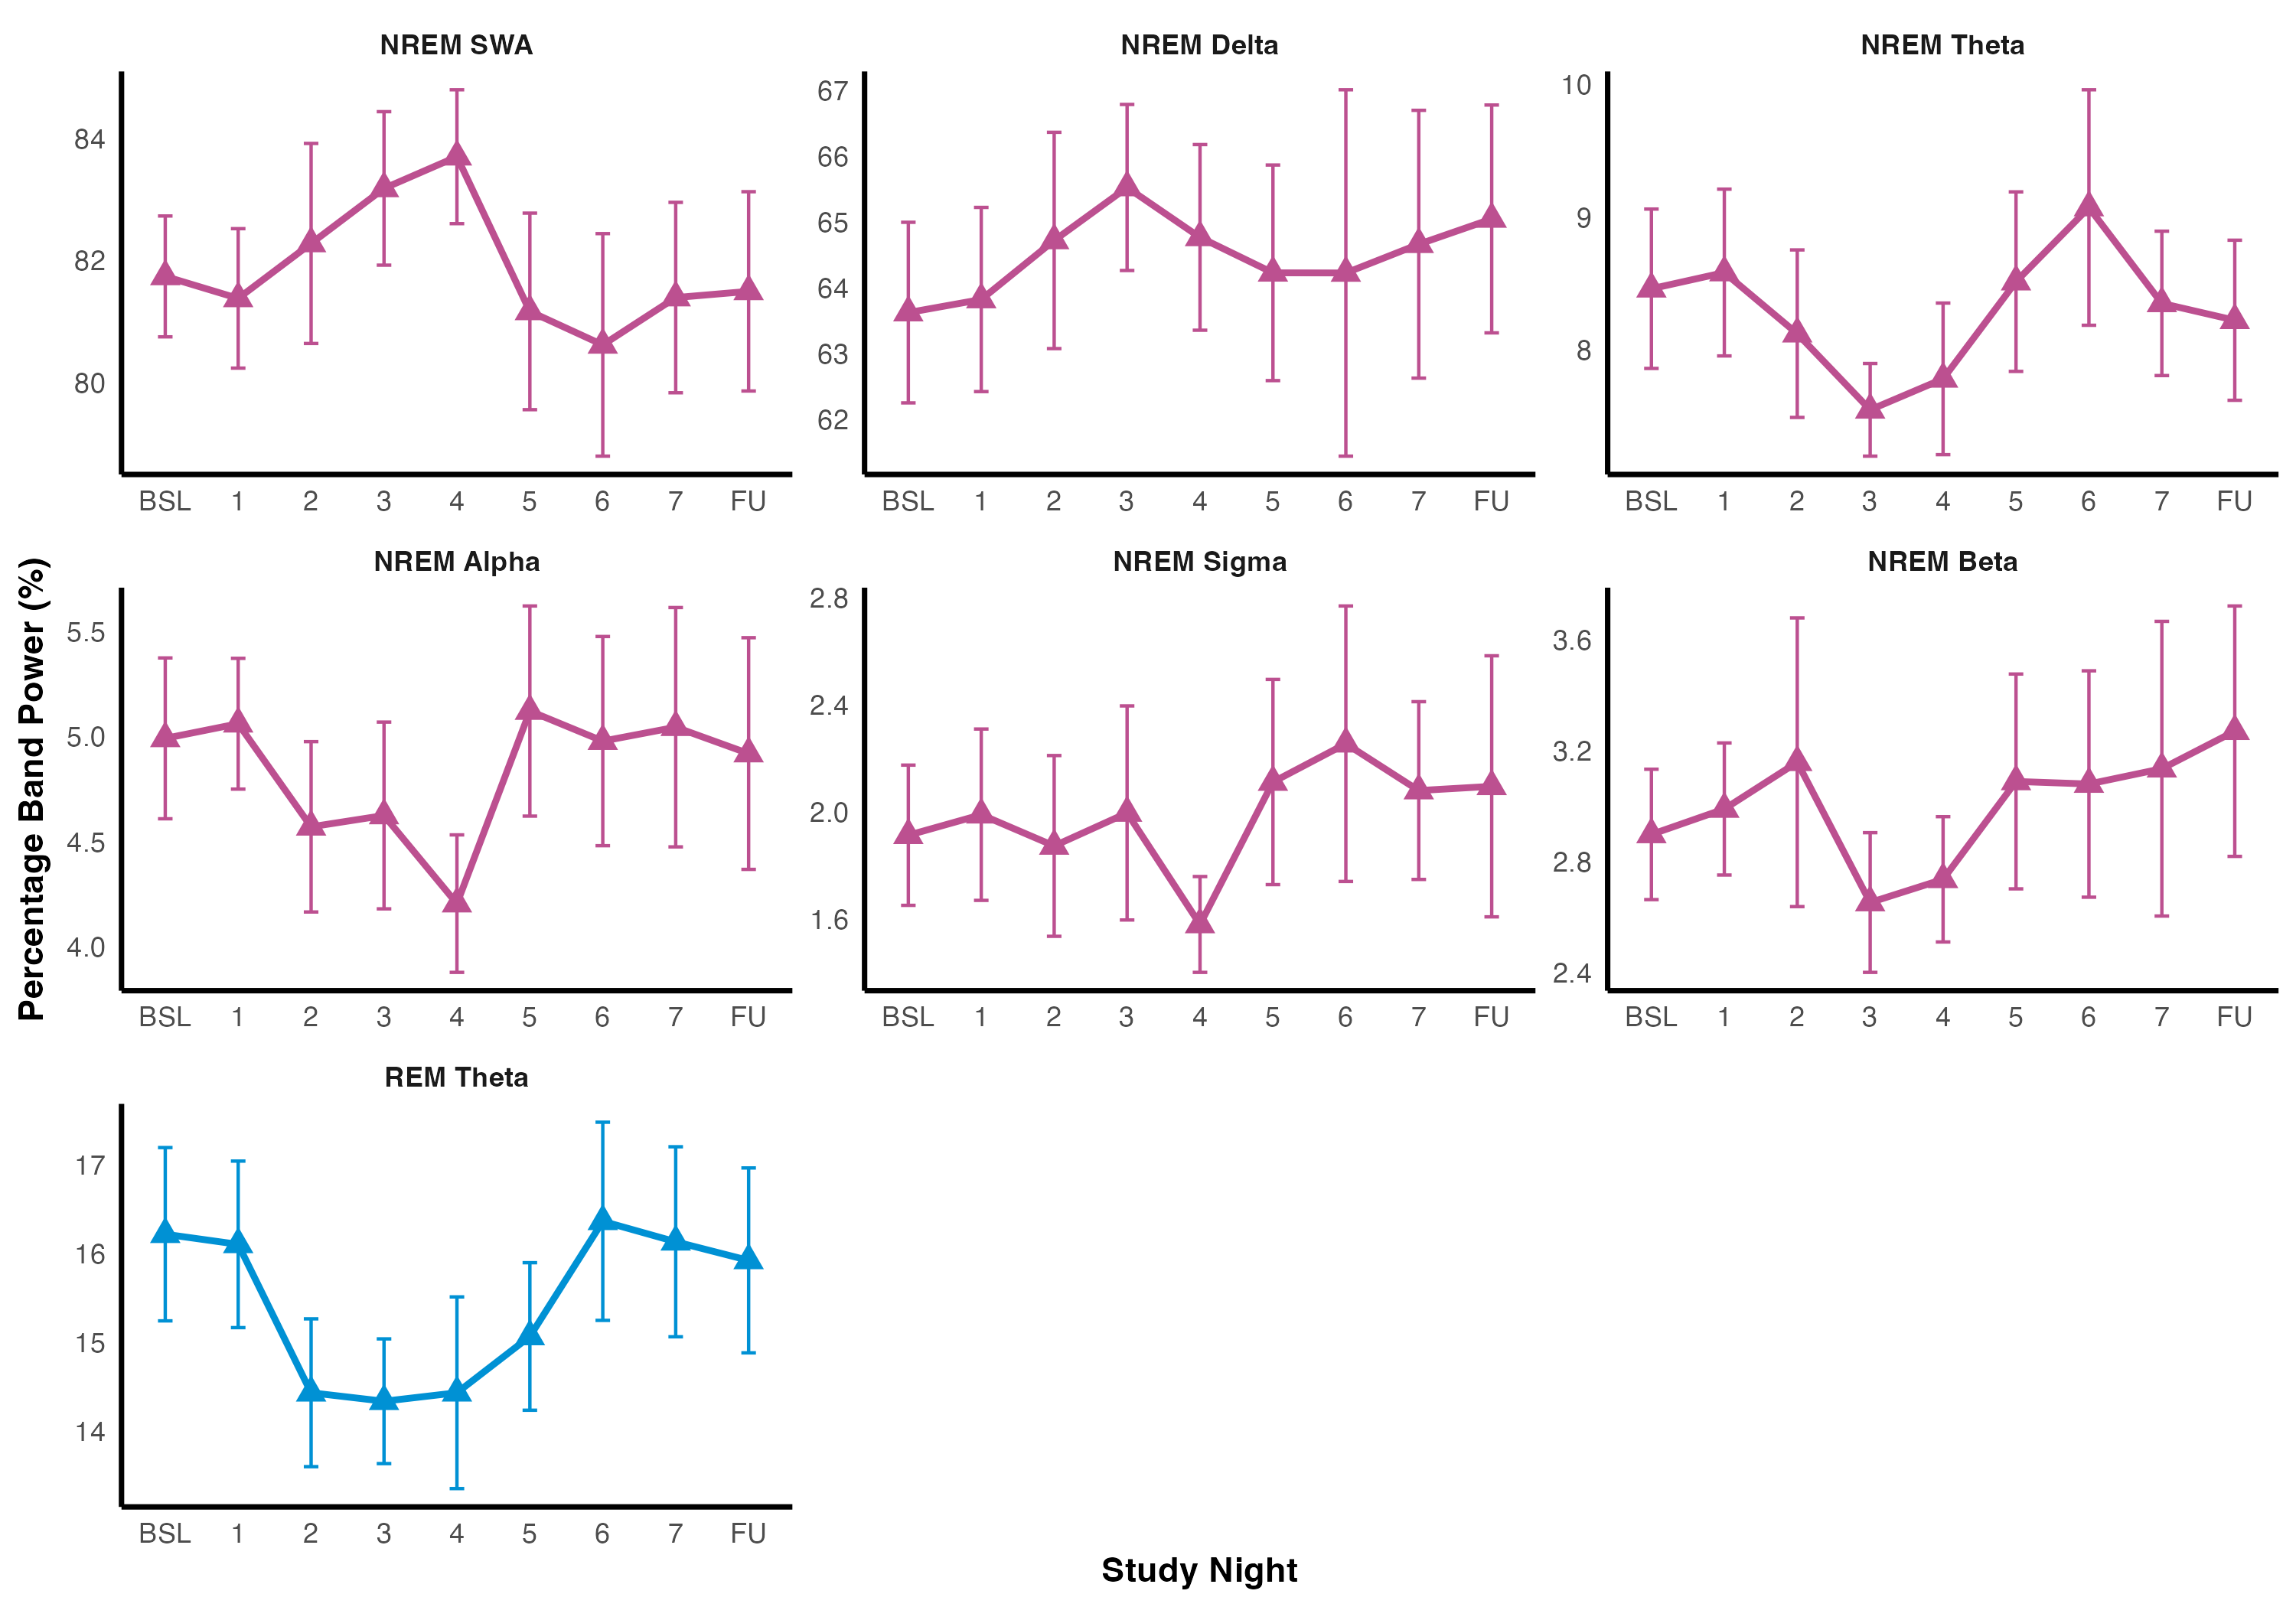 NREM SWA
NREM Delta
NREM Theta
84
82
80
67
66
65
64
63
62
10
9
8
BSL 1 2 3 4 5 6 7 FU
BSL 1 2 3 4 5 6 7 FU
BSL 1 2 3 4 5 6 7 FU
Percentage Band Power (%)
NREM Alpha
NREM Sigma
NREM Beta
5.5
5.0
4.5
4.0
2.8
2.4
2.0
1.6
3.6
3.2
2.8
2.4
BSL 1 2 3 4 5 6 7 FU
BSL 1 2 3 4 5 6 7 FU
BSL 1 2 3 4 5 6 7 FU
REM Theta
17
16
15
14
BSL 1 2 3 4 5 6 7 FU
Study Night